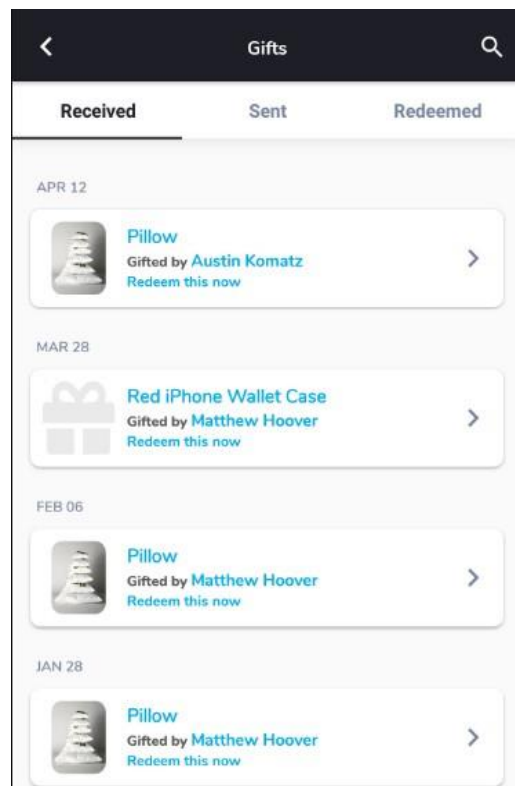 Gifts
Received Sent Redeemed
APR 12
Pillow
Gifted by Austin Komatz
Redeem this now
MAR 28
Red iPhone Wallet Case
Gifted by Matthew Hoover
Redeem this now
FEB 06
Pillow
Gifted by Matthew Hoover
Redeem this now
JAN 28
Pillow
Gifted by Matthew Hoover
Redeem this now